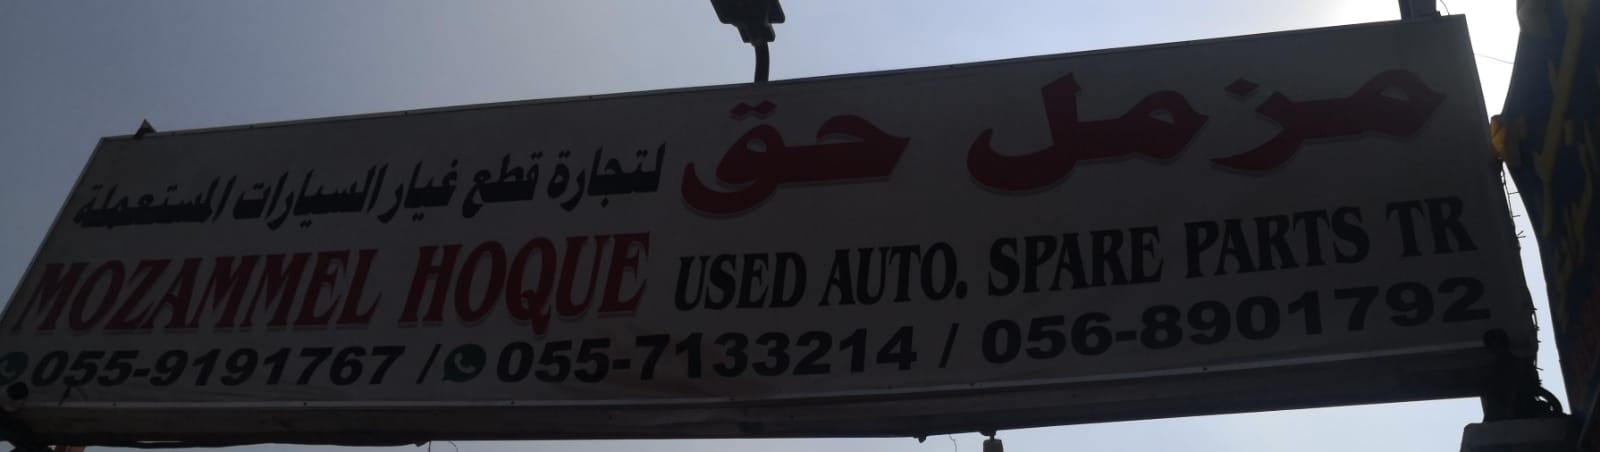 مزمل حق لتجارة قطع غيار السيارات المستعملة
MOZAMMEL HOQUE USED AUTO. SPARE PARTS TR
055-9191767 / 055-7133214 / 056-8901792